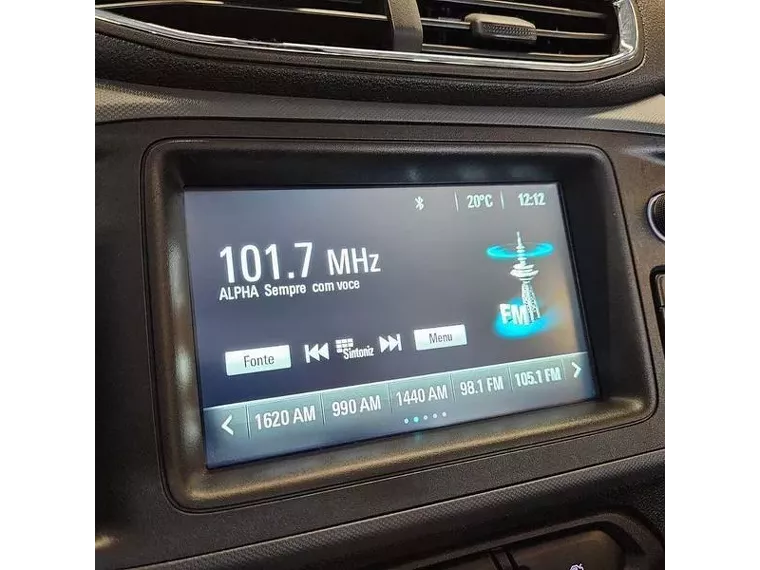 20°C 12:12
101.7 MHz
ALPHA Sempre com voce
FM
Fonte Sintoniz Menu
1620 AM 990 AM 1440 AM 98.1 FM 105.1 FM